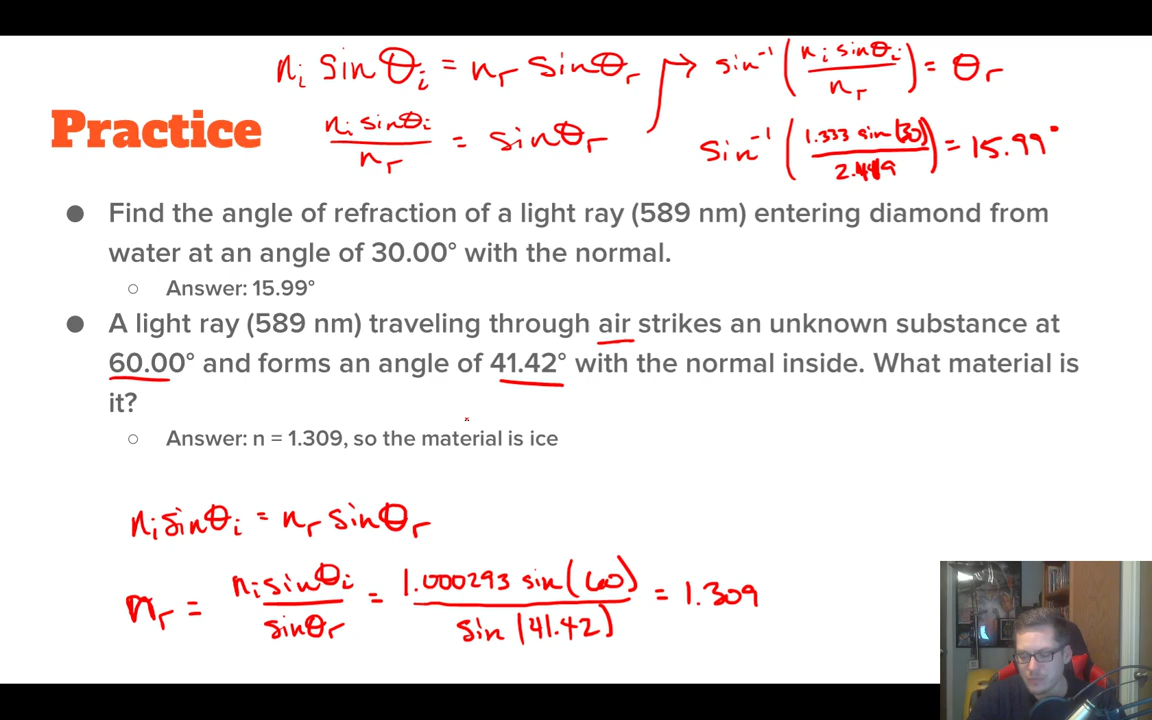 nᵢ sin θᵢ = nᵣ sin θᵣ → sin⁻¹ (nᵢ sin θᵢ / nᵣ) = θᵣ
Practice
nᵢ sin θᵢ / nᵣ = sin θᵣ
sin⁻¹ (1.333 sin (30) / 2.419) = 15.99°
● Find the angle of refraction of a light ray (589 nm) entering diamond from
water at an angle of 30.00° with the normal.
○ Answer: 15.99°
● A light ray (589 nm) traveling through air strikes an unknown substance at
60.00° and forms an angle of 41.42° with the normal inside. What material is
it?
○ Answer: n = 1.309, so the material is ice
nᵢ sin θᵢ = nᵣ sin θᵣ
nᵣ = nᵢ sin θᵢ / sin θᵣ = 1.000293 sin (60) / sin (41.42) = 1.309